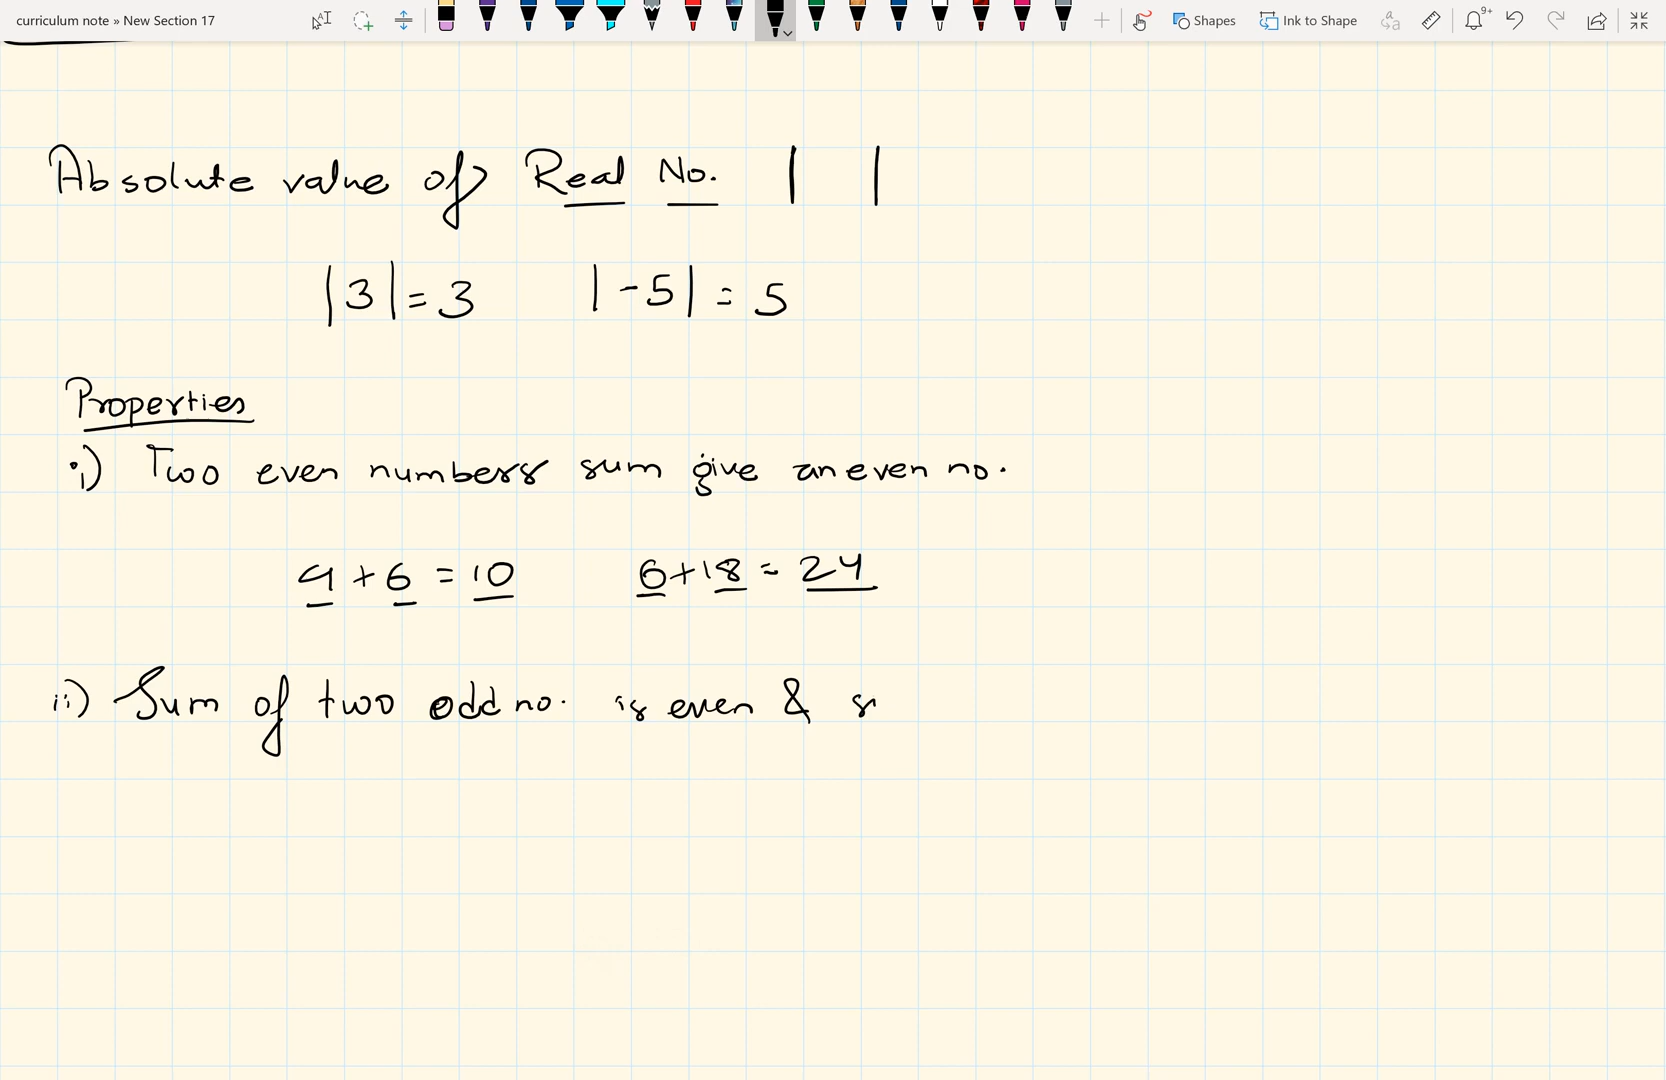 curriculum note » New Section 17
Shapes
Ink to Shape
9+
Absolute value of Real No. | |
|3| = 3 |-5| = 5
Properties
i) Two even numbers sum give an even no.
4 + 6 = 10 6+18 = 24
ii) Sum of two odd no. is even &